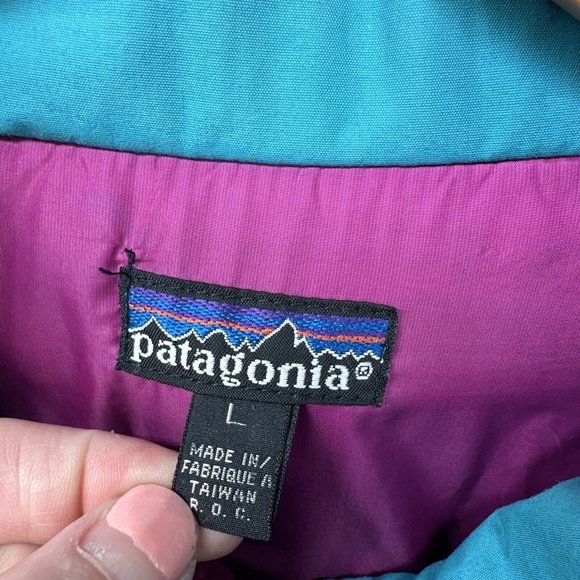 patagonia®
L
MADE IN/
FABRIQUE A
TAIWAN
R. O. C.